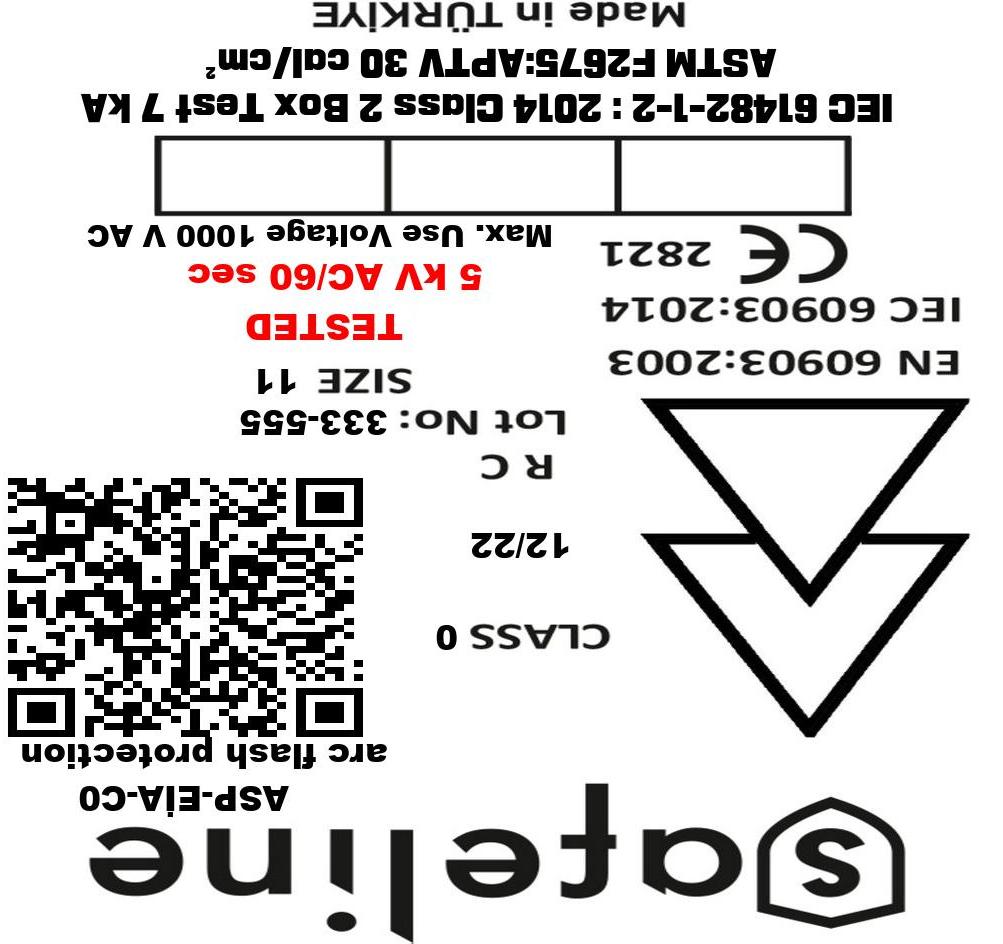 safeline
ASP-EİA-C0
arc flash protection
CLASS 0
12/22
R C
Lot No: 333-555
SIZE 11
EN 60903:2003
IEC 60903:2014
TESTED
5 kV AC/60 sec
CE 2821
Max. Use Voltage 1000 V AC
IEC 61482-1-2 : 2014 Class 2 Box Test 7 kA
ASTM F2675:APTV 30 cal/cm²
Made in TÜRKİYE